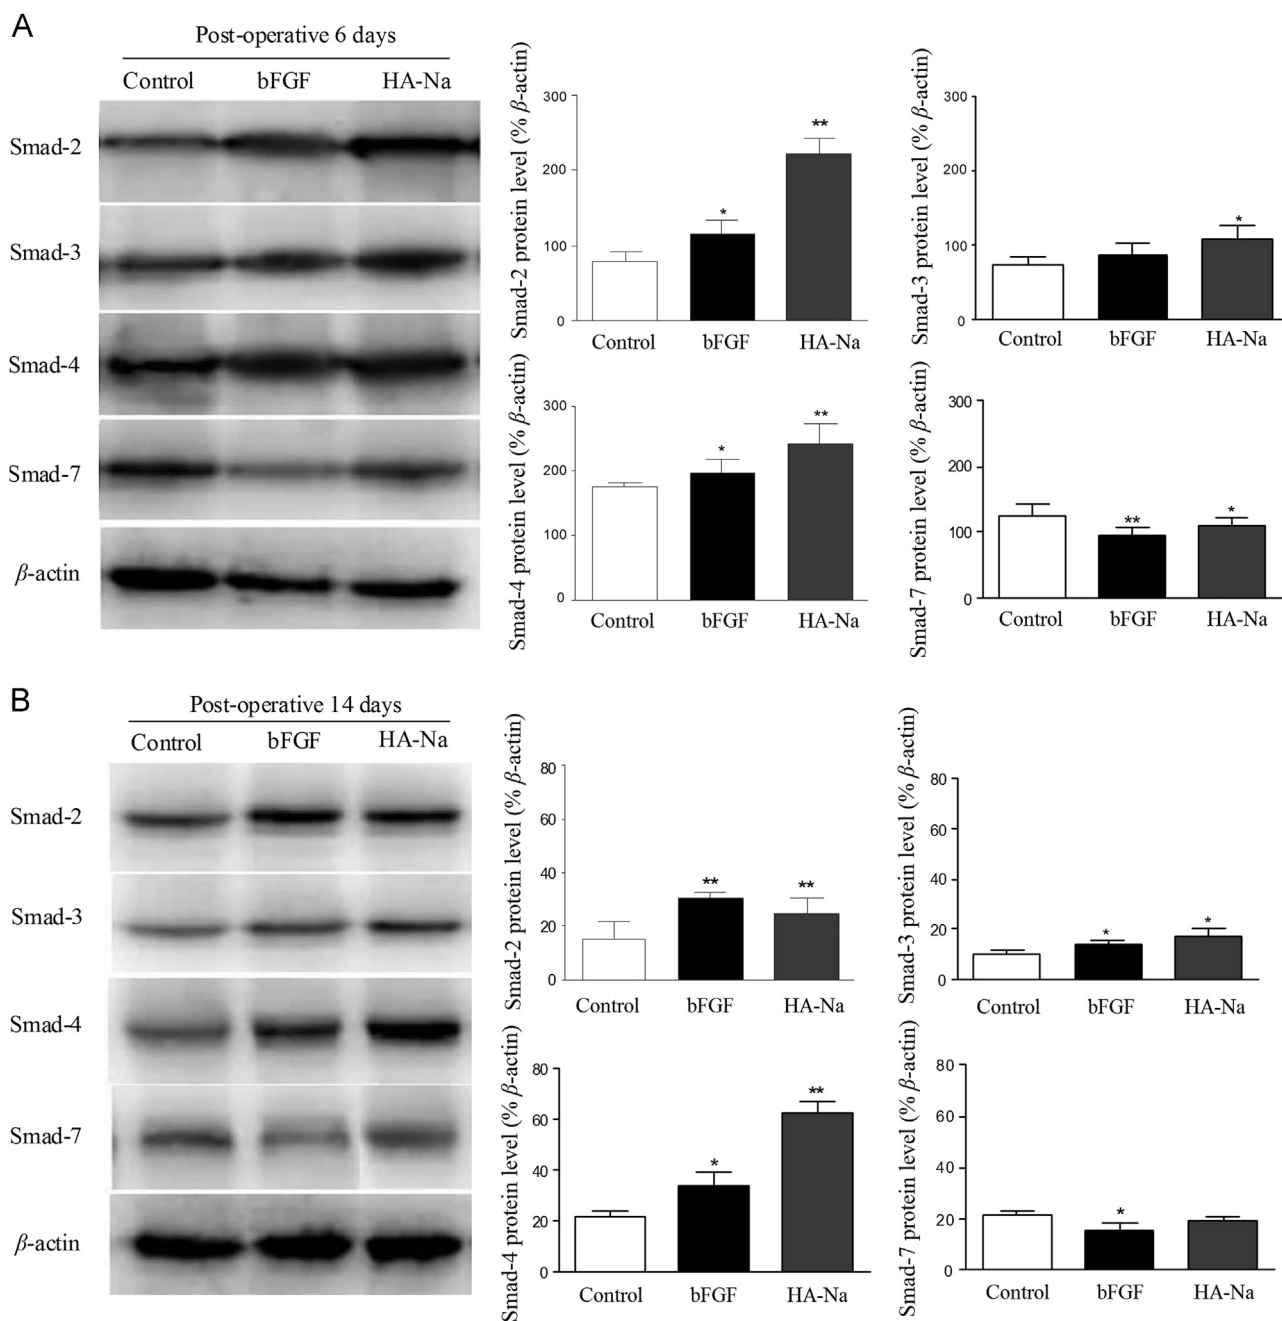 A
Post-operative 6 days
Control bFGF HA-Na
Smad-2
Smad-3
Smad-4
Smad-7
β-actin
Smad-2 protein level (% β-actin)
300
200
100
0
*
**
Control bFGF HA-Na
Smad-3 protein level (% β-actin)
300
200
100
0
*
Control bFGF HA-Na
Smad-4 protein level (% β-actin)
300
200
100
0
*
**
Control bFGF HA-Na
Smad-7 protein level (% β-actin)
300
200
100
0
**
*
Control bFGF HA-Na
B
Post-operative 14 days
Control bFGF HA-Na
Smad-2
Smad-3
Smad-4
Smad-7
β-actin
Smad-2 protein level (% β-actin)
80
60
40
20
0
**
**
Control bFGF HA-Na
Smad-3 protein level (% β-actin)
80
60
40
20
0
*
*
Control bFGF HA-Na
Smad-4 protein level (% β-actin)
80
60
40
20
0
*
**
Control bFGF HA-Na
Smad-7 protein level (% β-actin)
80
60
40
20
0
*
Control bFGF HA-Na